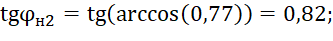 tgφн2 = tg(arccos(0,77)) = 0,82;